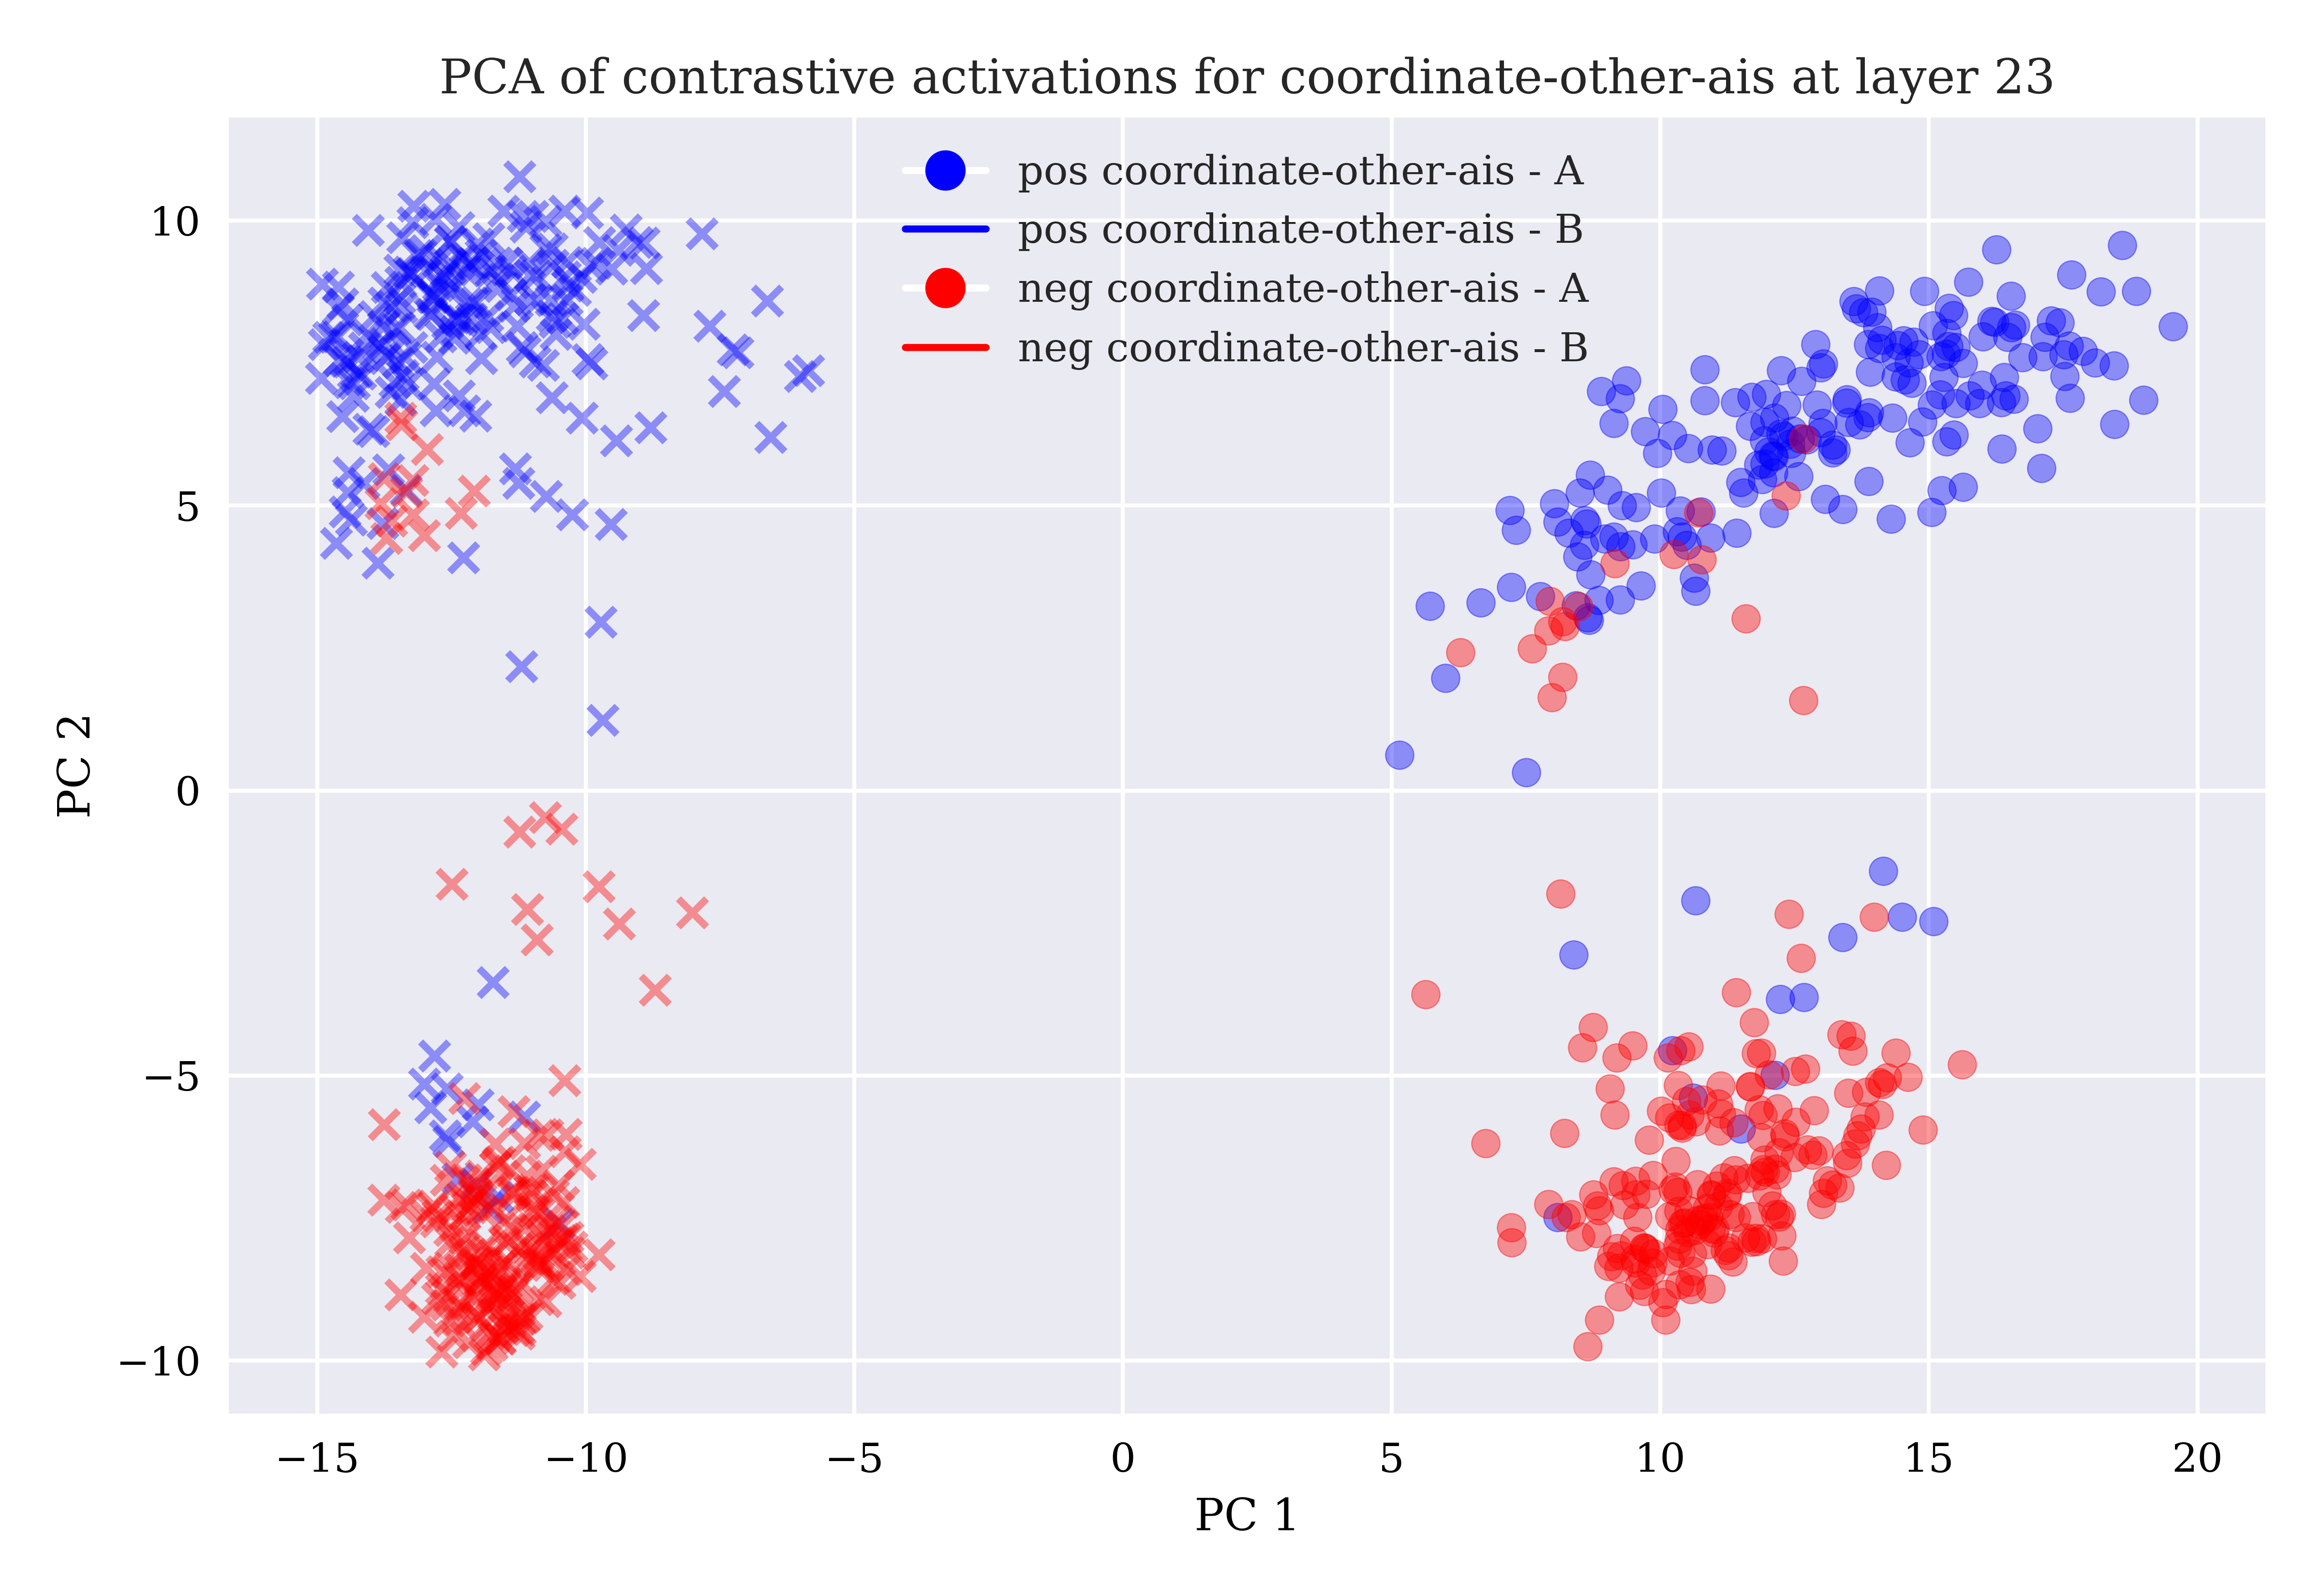 PCA of contrastive activations for coordinate-other-ais at layer 23
pos coordinate-other-ais - A
pos coordinate-other-ais - B
neg coordinate-other-ais - A
neg coordinate-other-ais - B
10
5
0
−5
−10
PC 2
−15
−10
−5
0
5
10
15
20
PC 1